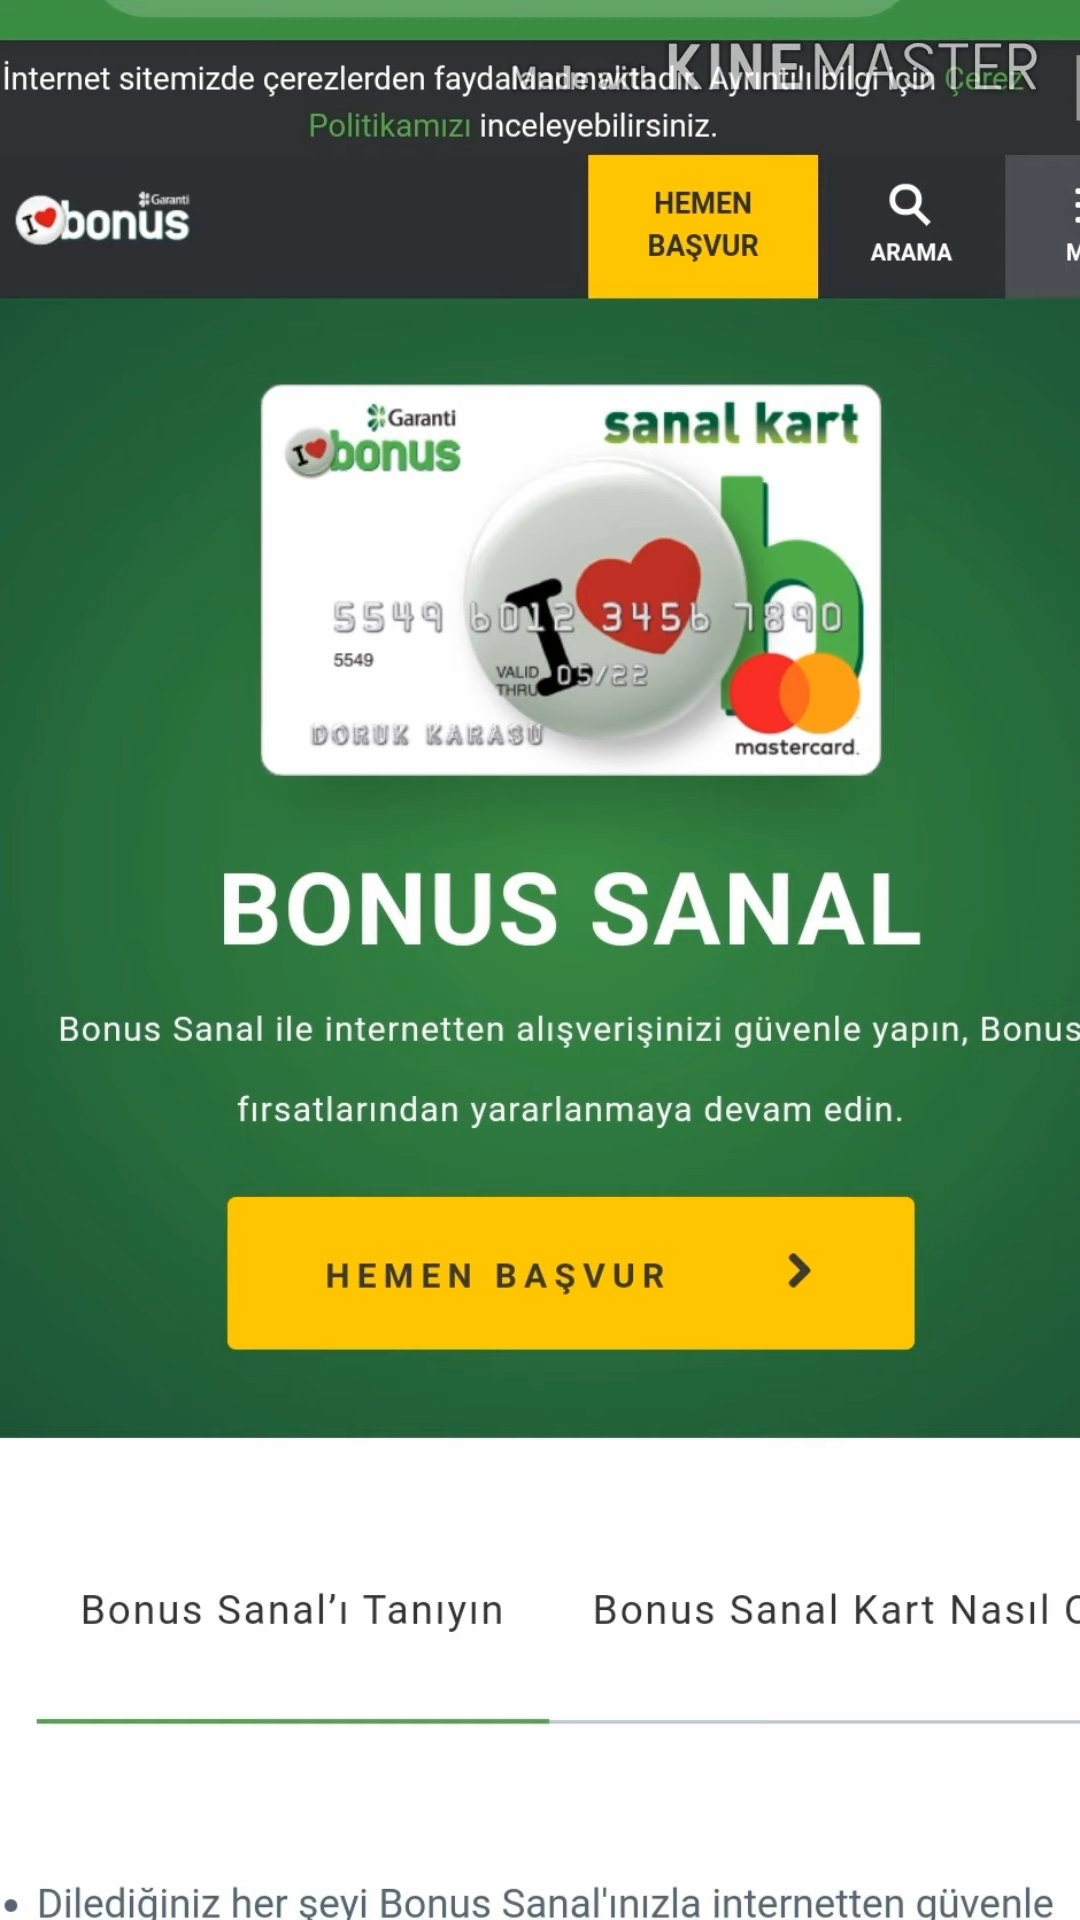 İnternet sitemizde çerezlerden faydalanılmaktadır. Ayrıntılı bilgi için Çerez
Made with KINEMASTER
Politikamızı inceleyebilirsiniz.
I bonus Garanti
HEMEN
BAŞVUR
ARAMA
M
Garanti
I bonus
sanal kart
I b
5549 6012 3456 7890
5549
VALID
THRU 05/22
DORUK KARASU
mastercard.
BONUS SANAL
Bonus Sanal ile internetten alışverişinizi güvenle yapın, Bonus
fırsatlarından yararlanmaya devam edin.
HEMEN BAŞVUR
Bonus Sanal’ı Tanıyın
Bonus Sanal Kart Nasıl
• Dilediğiniz her şeyi Bonus Sanal'ınızla internetten güvenle